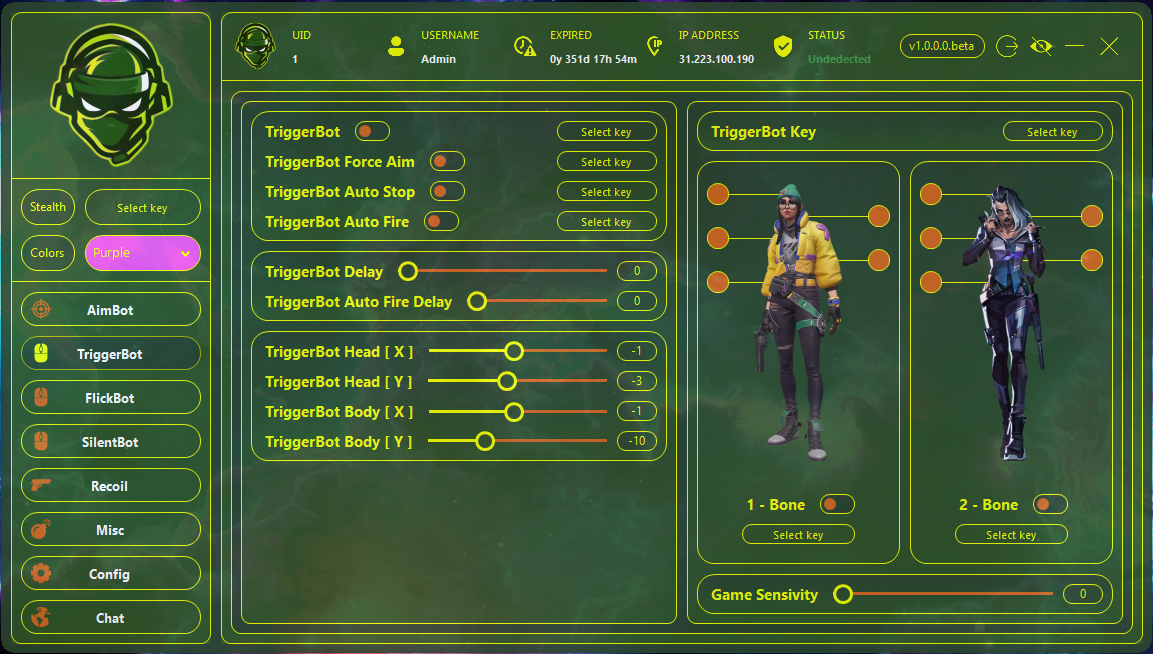 UID
1
USERNAME
Admin
EXPIRED
0y 351d 17h 54m
IP
IP ADDRESS
31.223.100.190
STATUS
Undedected
v1.0.0.0.beta
Stealth
Select key
Colors
Purple
AimBot
TriggerBot
FlickBot
SilentBot
Recoil
Misc
Config
Chat
TriggerBot
Select key
TriggerBot Force Aim
Select key
TriggerBot Auto Stop
Select key
TriggerBot Auto Fire
Select key
TriggerBot Delay
0
TriggerBot Auto Fire Delay
0
TriggerBot Head [ X ]
-1
TriggerBot Head [ Y ]
-3
TriggerBot Body [ X ]
-1
TriggerBot Body [ Y ]
-10
TriggerBot Key
Select key
1 - Bone
Select key
2 - Bone
Select key
Game Sensivity
0